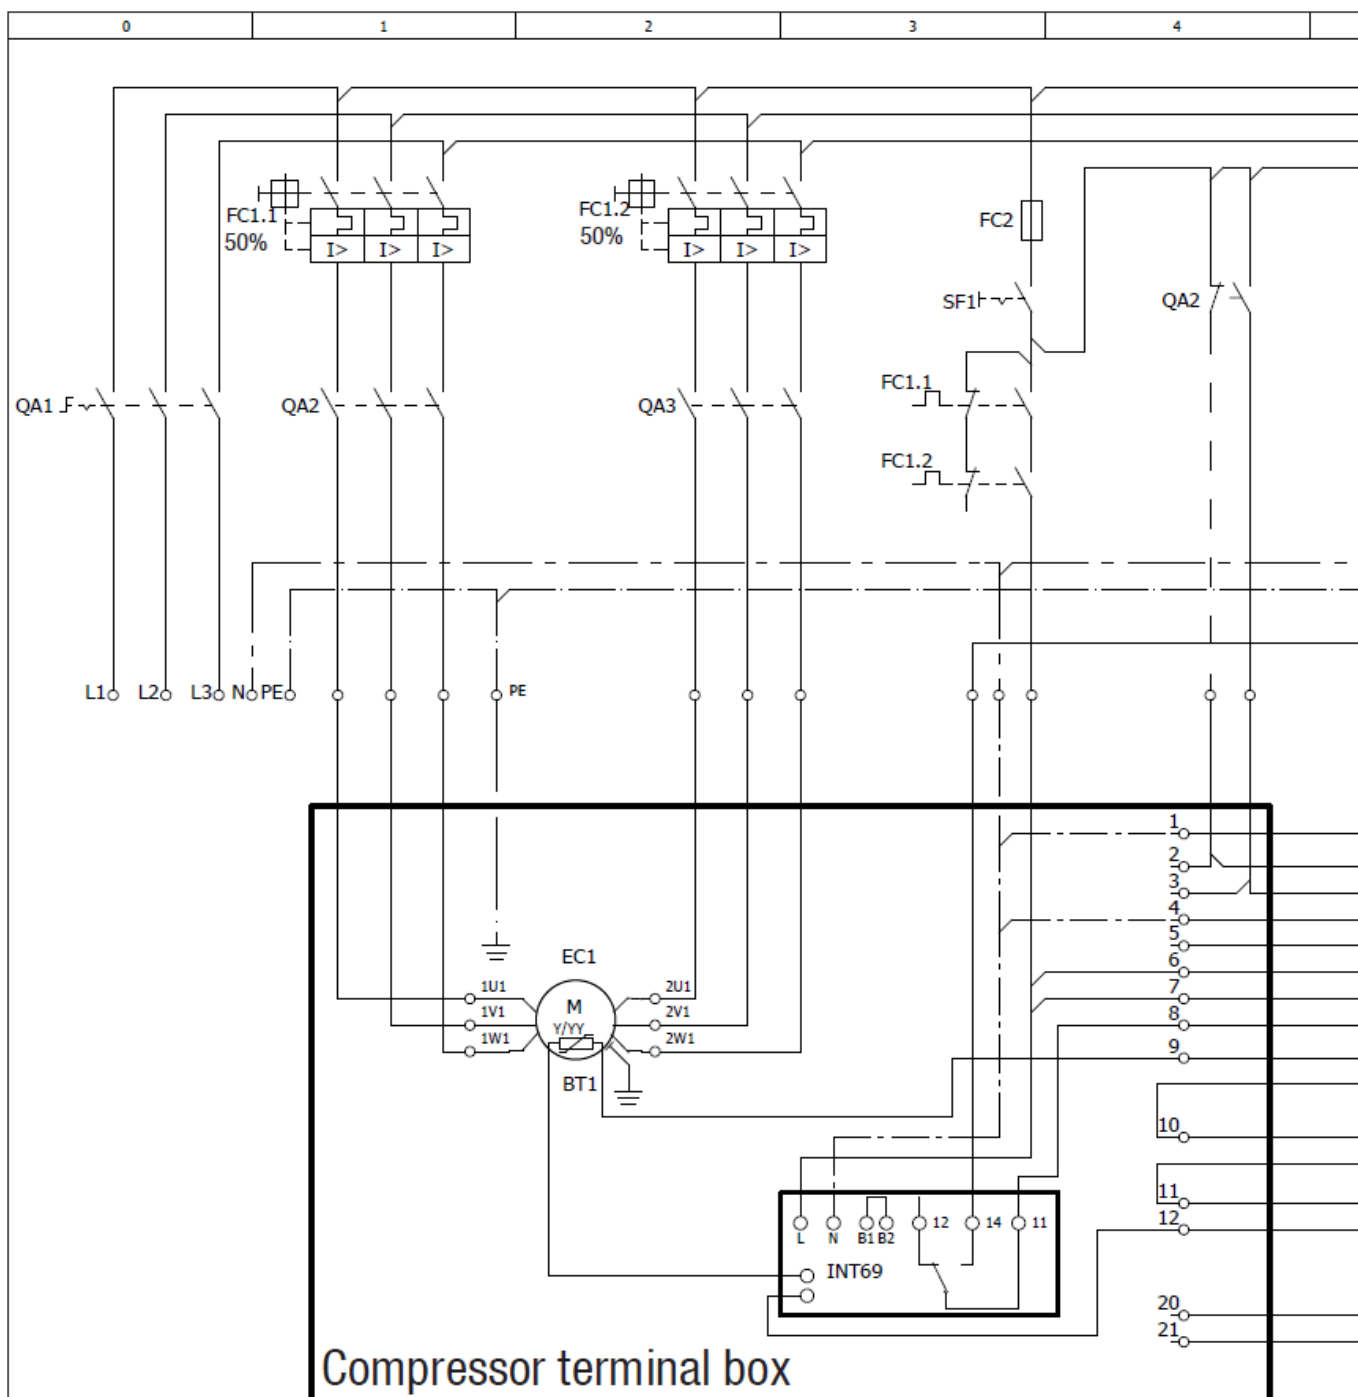 0 1 2 3 4
FC1.1
50%
I> I> I>
FC1.2
50%
I> I> I>
FC2
SF1
QA2
QA1
QA2
QA3
FC1.1
FC1.2
L1 L2 L3 N PE
PE
1
2
3
4
5
6
7
8
9
10
11
12
20
21
EC1
1U1
1V1
1W1
M
Y/YY
2U1
2V1
2W1
BT1
12 14 11
L N B1 B2
INT69
Compressor terminal box